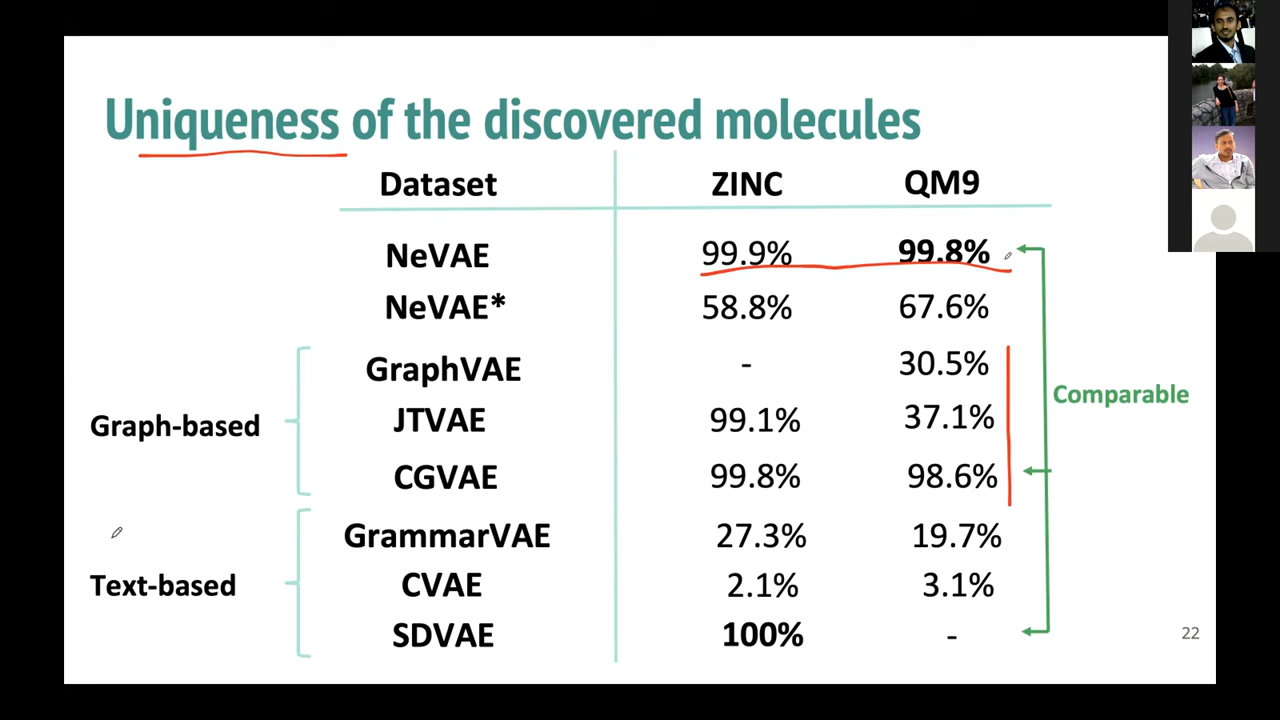 Uniqueness of the discovered molecules
Dataset ZINC QM9
NeVAE 99.9% 99.8%
NeVAE* 58.8% 67.6%
GraphVAE - 30.5%
Graph-based JTVAE 99.1% 37.1%
CGVAE 99.8% 98.6%
Comparable
GrammarVAE 27.3% 19.7%
Text-based CVAE 2.1% 3.1%
SDVAE 100% -
22